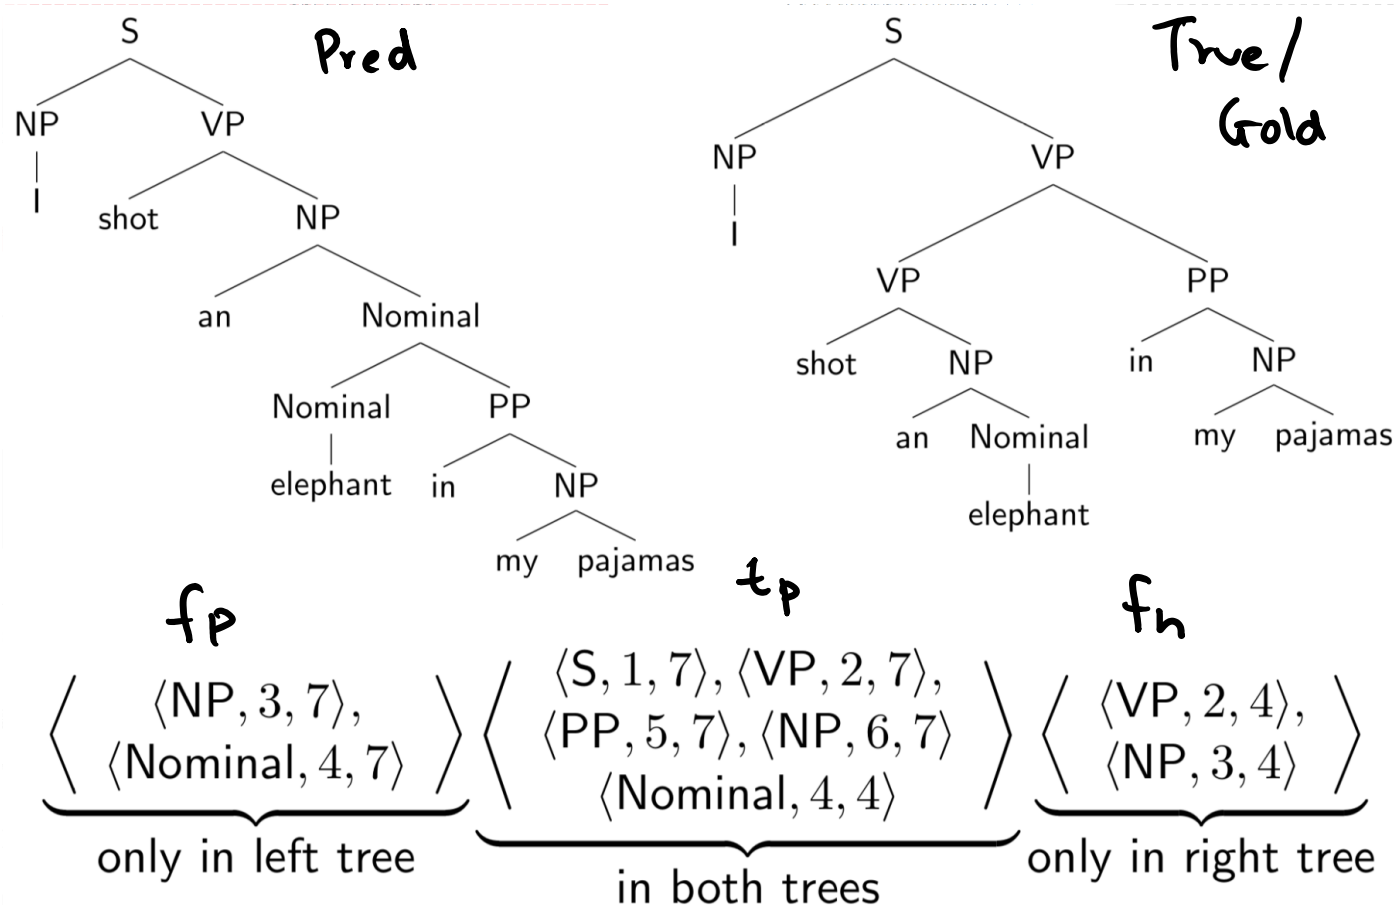 S
Pred
NP VP
I
shot NP
an Nominal
Nominal PP
elephant in NP
my pajamas
S
True/
Gold
NP VP
I
VP PP
shot NP in NP
an Nominal my pajamas
elephant
fp
⟨NP, 3, 7⟩,
⟨Nominal, 4, 7⟩
only in left tree
tp
⟨S, 1, 7⟩, ⟨VP, 2, 7⟩,
⟨PP, 5, 7⟩, ⟨NP, 6, 7⟩
⟨Nominal, 4, 4⟩
in both trees
fn
⟨VP, 2, 4⟩,
⟨NP, 3, 4⟩
only in right tree